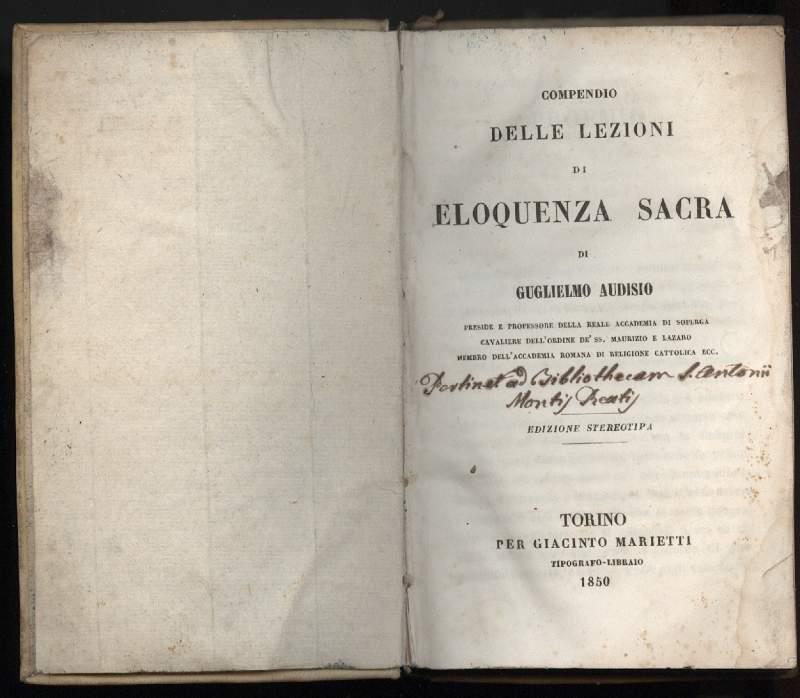 COMPENDIO
DELLE LEZIONI
DI
ELOQUENZA SACRA
DI
GUGLIELMO AUDISIO
PRESIDE E PROFESSORE DELLA REALE ACCADEMIA DI SOPERGA
CAVALIERE DELL'ORDINE DE' SS. MAURIZIO E LAZARO
MEMBRO DELL'ACCADEMIA ROMANA DI RELIGIONE CATTOLICA ECC.
Pertinet ad Bibliothecam S. Antonii
Montis Reatis
EDIZIONE STEREOTIPA
TORINO
PER GIACINTO MARIETTI
TIPOGRAFO-LIBRAIO
1850